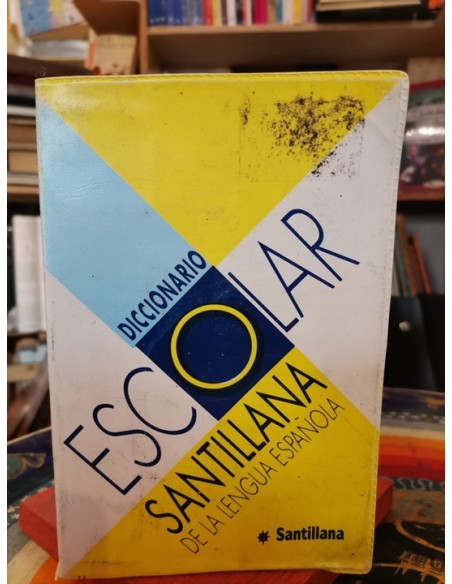 DICCIONARIO
ESCOLAR
SANTILLANA
DE LA LENGUA ESPAÑOLA
Santillana